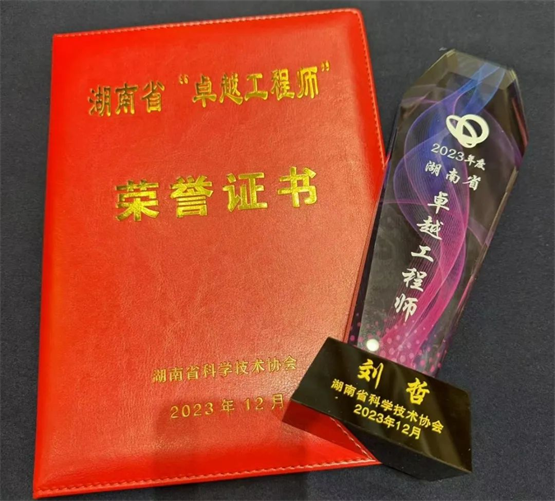 湖南省“卓越工程师”
荣誉证书
湖南省科学技术协会
2023年12月
2023年度
湖南省
卓越工程师
刘 哲
湖南省科学技术协会
2023年12月